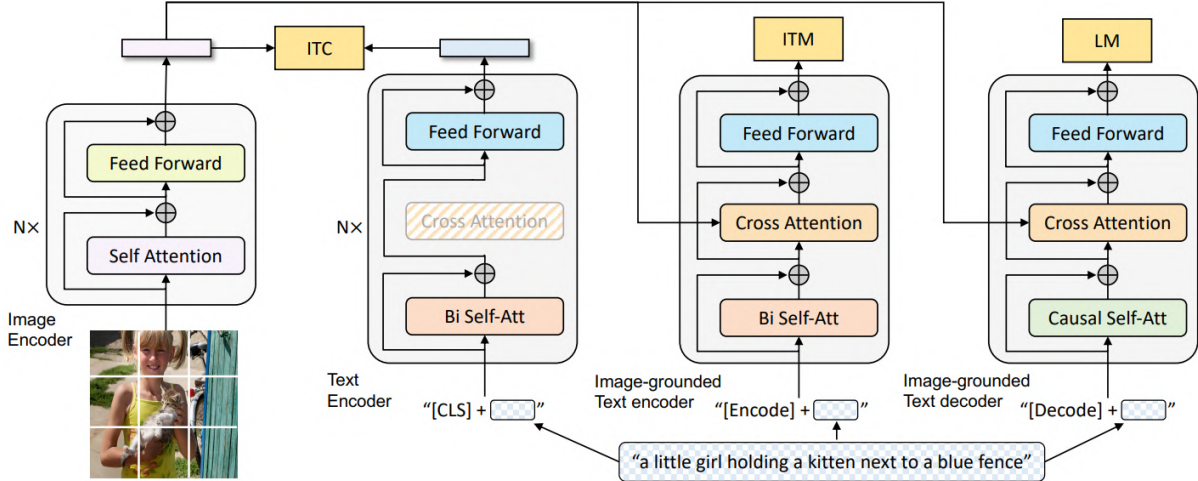 ITC
ITM
LM
Feed Forward
Self Attention
N×
Image
Encoder
Feed Forward
Cross Attention
Bi Self-Att
N×
Text
Encoder
"[CLS] + "
Feed Forward
Cross Attention
Bi Self-Att
Image-grounded
Text encoder
"[Encode] + "
Feed Forward
Cross Attention
Causal Self-Att
Image-grounded
Text decoder
"[Decode] + "
"a little girl holding a kitten next to a blue fence"